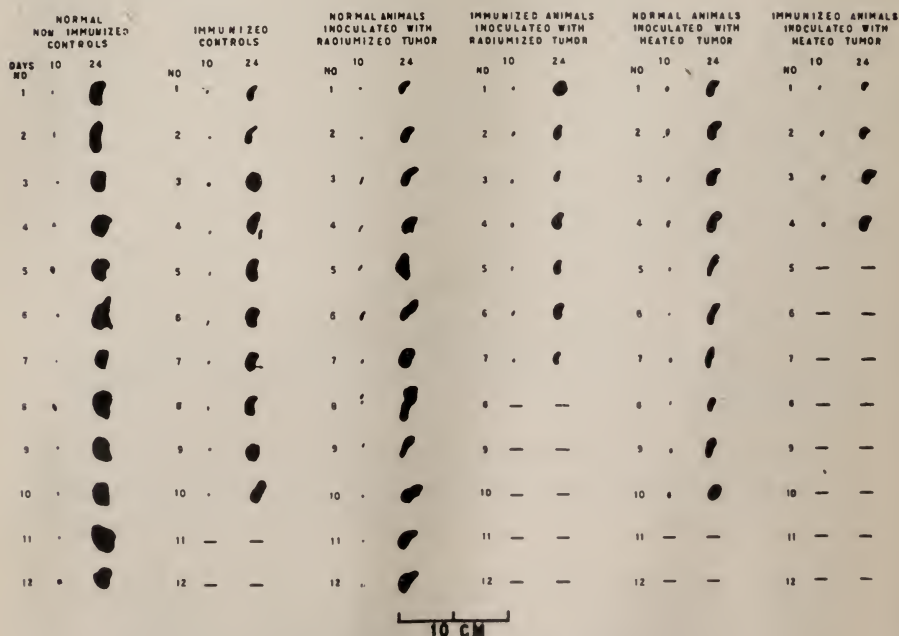 NORMAL
NON IMMUNIZED
CONTROLS
DAYS 10 24
NO
1
2
3
4
5
6
7
8
9
10
11
12
IMMUNIZED
CONTROLS
NO 10 24
1
2
3
4
5
6
7
8
9
10
11 — —
12 — —
NORMAL ANIMALS
INOCULATED WITH
RADIUMIZED TUMOR
NO 10 24
1
2
3
4
5
6
7
8
9
10
11
12
IMMUNIZED ANIMALS
INOCULATED WITH
RADIUMIZED TUMOR
NO 10 24
1
2
3
4
5
6
7
8 — —
9 — —
10 — —
11 — —
12 — —
NORMAL ANIMALS
INOCULATED WITH
HEATED TUMOR
NO 10 24
1
2
3
4
5
6
7
8
9
10
11 — —
12 — —
IMMUNIZED ANIMALS
INOCULATED WITH
HEATED TUMOR
NO 10 24
1
2
3
4
5 — —
6 — —
7 — —
8 — —
9 — —
10 — —
11 — —
12 — —
10 CM